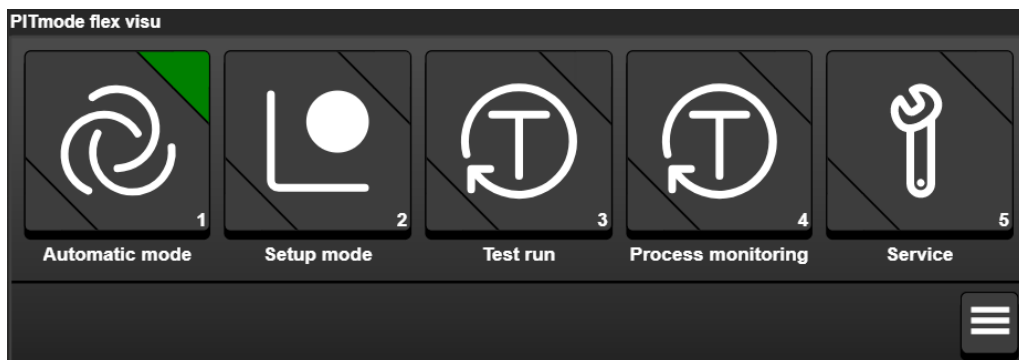 PITmode flex visu
T
T
1
2
3
4
5
Automatic mode
Setup mode
Test run
Process monitoring
Service